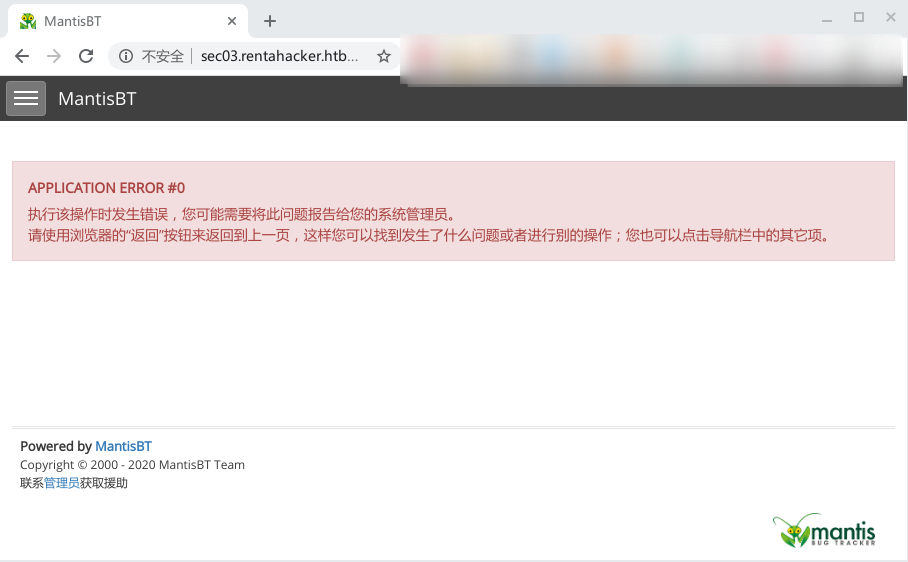 MantisBT
不安全
sec03.rentahacker.htb...
MantisBT
APPLICATION ERROR #0
执行该操作时发生错误，您可能需要将此问题报告给您的系统管理员。
请使用浏览器的“返回”按钮来返回到上一页，这样您可以找到发生了什么问题或者进行别的操作；您也可以点击导航栏中的其它项。
Powered by MantisBT
Copyright © 2000 - 2020 MantisBT Team
联系管理员获取援助
mantis
BUG TRACKER